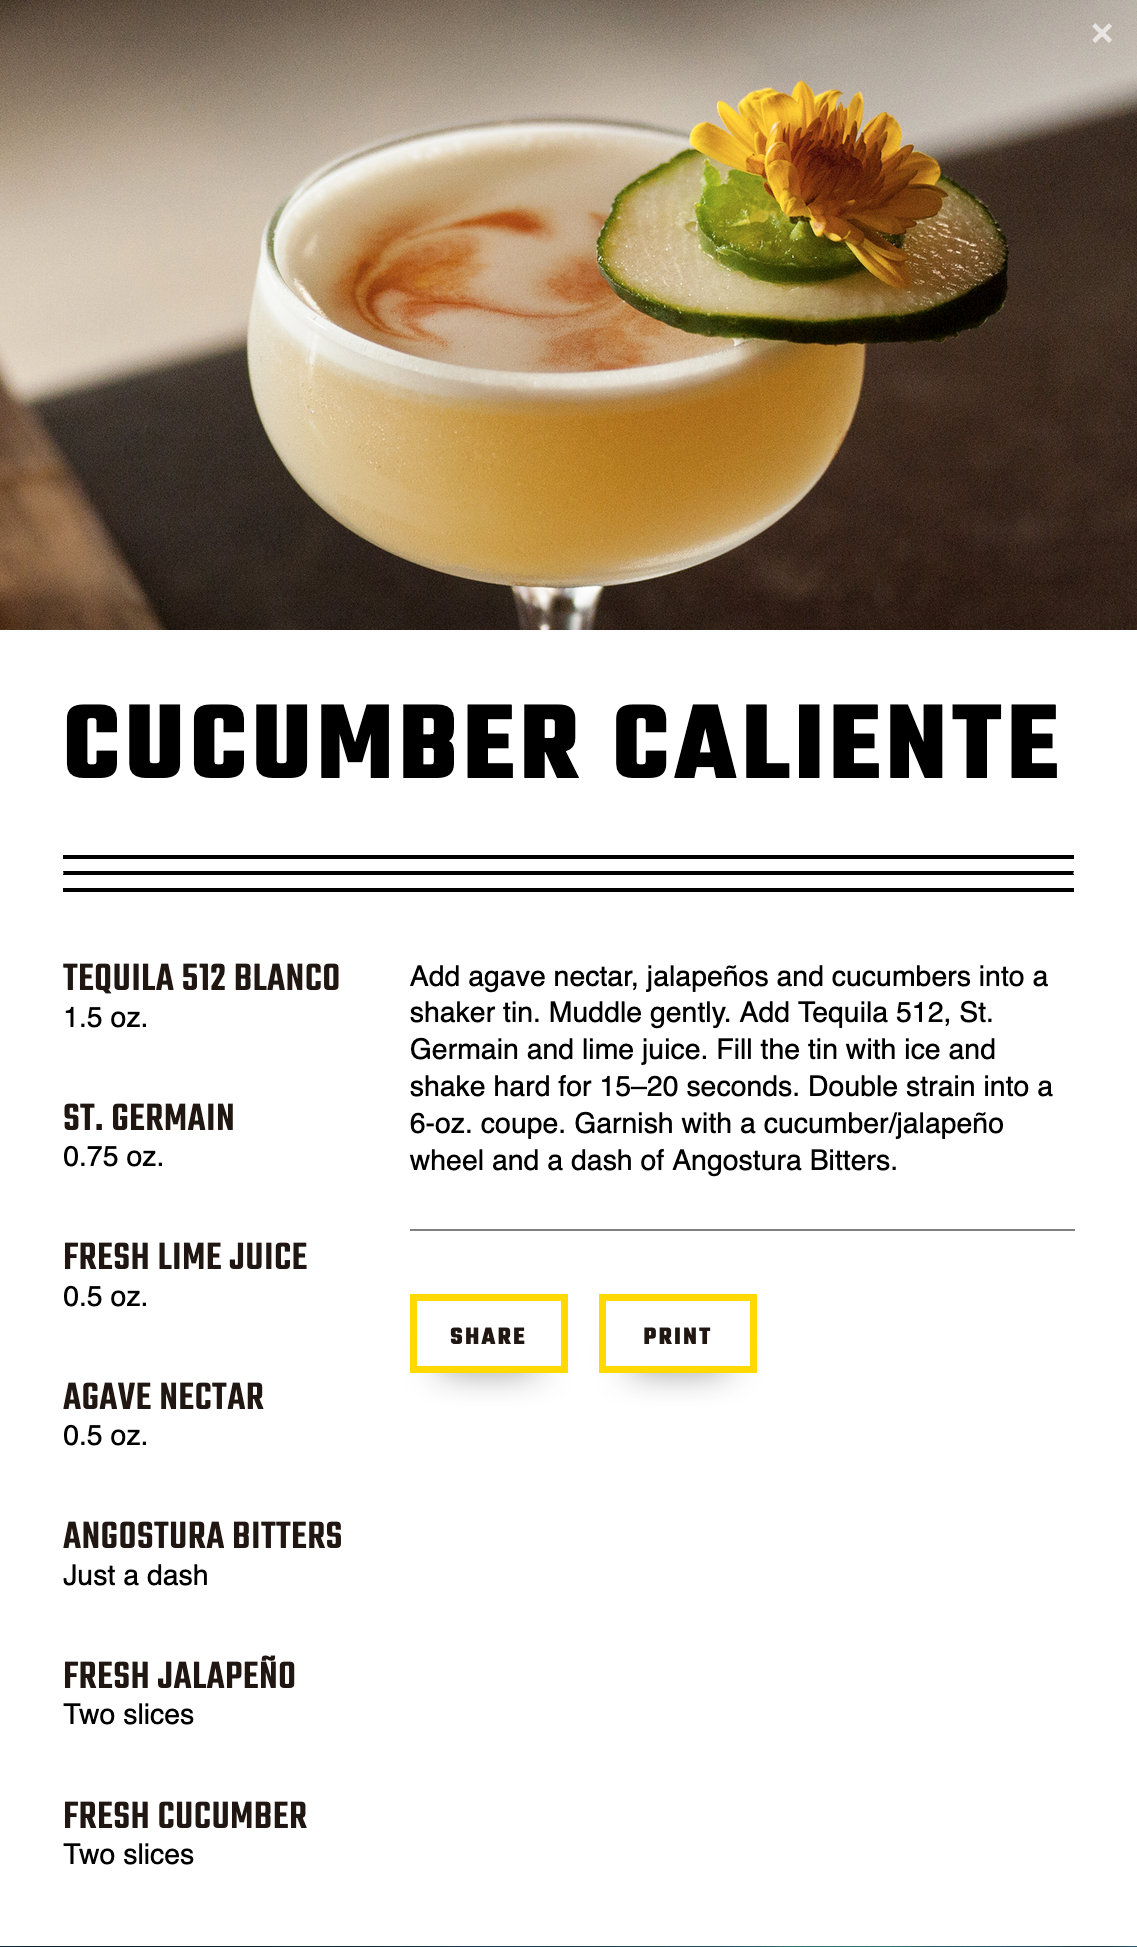 CUCUMBER CALIENTE
TEQUILA 512 BLANCO
1.5 oz.
ST. GERMAIN
0.75 oz.
FRESH LIME JUICE
0.5 oz.
AGAVE NECTAR
0.5 oz.
ANGOSTURA BITTERS
Just a dash
FRESH JALAPEÑO
Two slices
FRESH CUCUMBER
Two slices
Add agave nectar, jalapeños and cucumbers into a
shaker tin. Muddle gently. Add Tequila 512, St.
Germain and lime juice. Fill the tin with ice and
shake hard for 15–20 seconds. Double strain into a
6-oz. coupe. Garnish with a cucumber/jalapeño
wheel and a dash of Angostura Bitters.
SHARE
PRINT